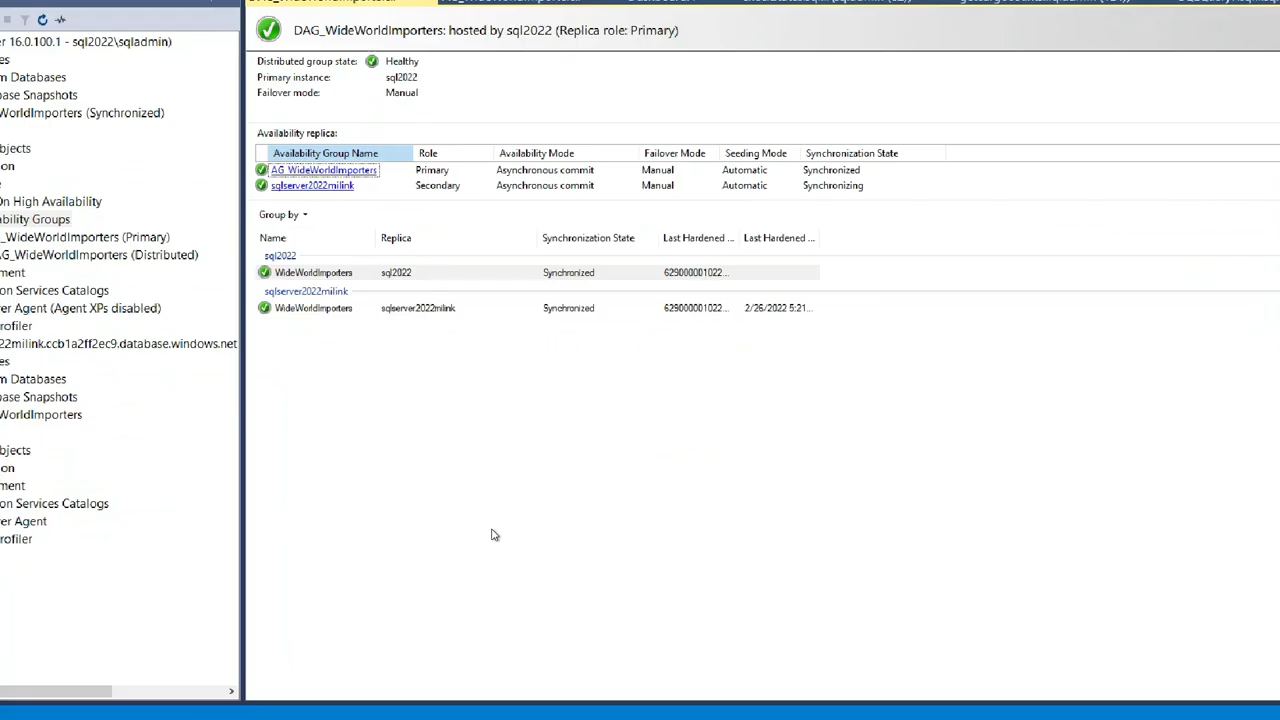 r 16.0.100.1 - sql2022\sqladmin)
es
m Databases
base Snapshots
WorldImporters (Synchronized)
bjects
ion
e
On High Availability
ability Groups
_WideWorldImporters (Primary)
AG_WideWorldImporters (Distributed)
ment
on Services Catalogs
er Agent (Agent XPs disabled)
rofiler
22milink.ccb1a2ff2ec9.database.windows.net
es
m Databases
base Snapshots
WorldImporters
bjects
ion
ment
on Services Catalogs
er Agent
rofiler
DAG_WideWorldImporters: hosted by sql2022 (Replica role: Primary)
Distributed group state: Healthy
Primary instance: sql2022
Failover mode: Manual
Availability replica:
Availability Group Name Role Availability Mode Failover Mode Seeding Mode Synchronization State
AG_WideWorldImporters Primary Asynchronous commit Manual Automatic Synchronized
sqlserver2022milink Secondary Asynchronous commit Manual Automatic Synchronizing
Group by
Name Replica Synchronization State Last Hardened ... Last Hardened ...
sql2022
WideWorldImporters sql2022 Synchronized 629000001022...
sqlserver2022milink
WideWorldImporters sqlserver2022milink Synchronized 629000001022... 2/26/2022 5:21...